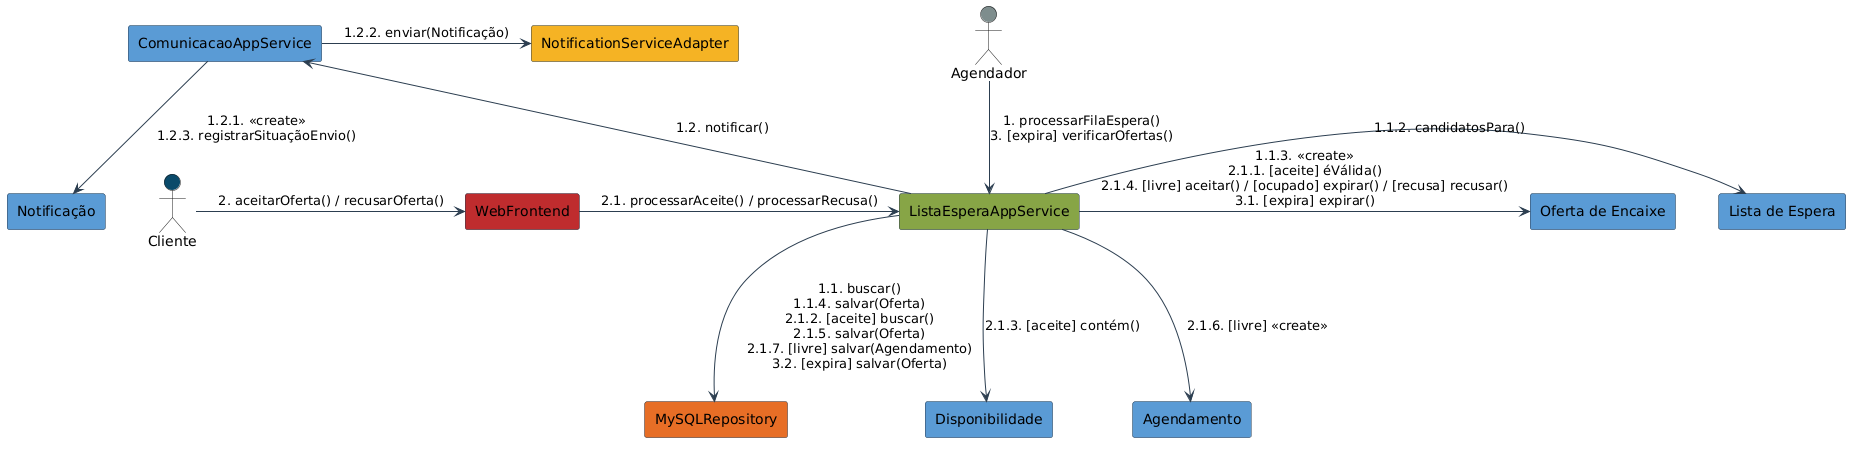 1.2.2. enviar(Notificação)
ComunicacaoAppService
NotificationServiceAdapter
Agendador
1.2.1. «create»
1.2.3. registrarSituaçãoEnvio()
1.2. notificar()
1. processarFilaEspera()
3. [expira] verificarOfertas()
1.1.2. candidatosPara()
1.1.3. «create»
2.1.1. [aceite] éVálida()
2.1.4. [livre] aceitar() / [ocupado] expirar() / [recusa] recusar()
3.1. [expira] expirar()
Notificação
Cliente
2. aceitarOferta() / recusarOferta()
WebFrontend
2.1. processarAceite() / processarRecusa()
ListaEsperaAppService
Oferta de Encaixe
Lista de Espera
1.1. buscar()
1.1.4. salvar(Oferta)
2.1.2. [aceite] buscar()
2.1.5. salvar(Oferta)
2.1.7. [livre] salvar(Agendamento)
3.2. [expira] salvar(Oferta)
2.1.3. [aceite] contém()
2.1.6. [livre] «create»
MySQLRepository
Disponibilidade
Agendamento